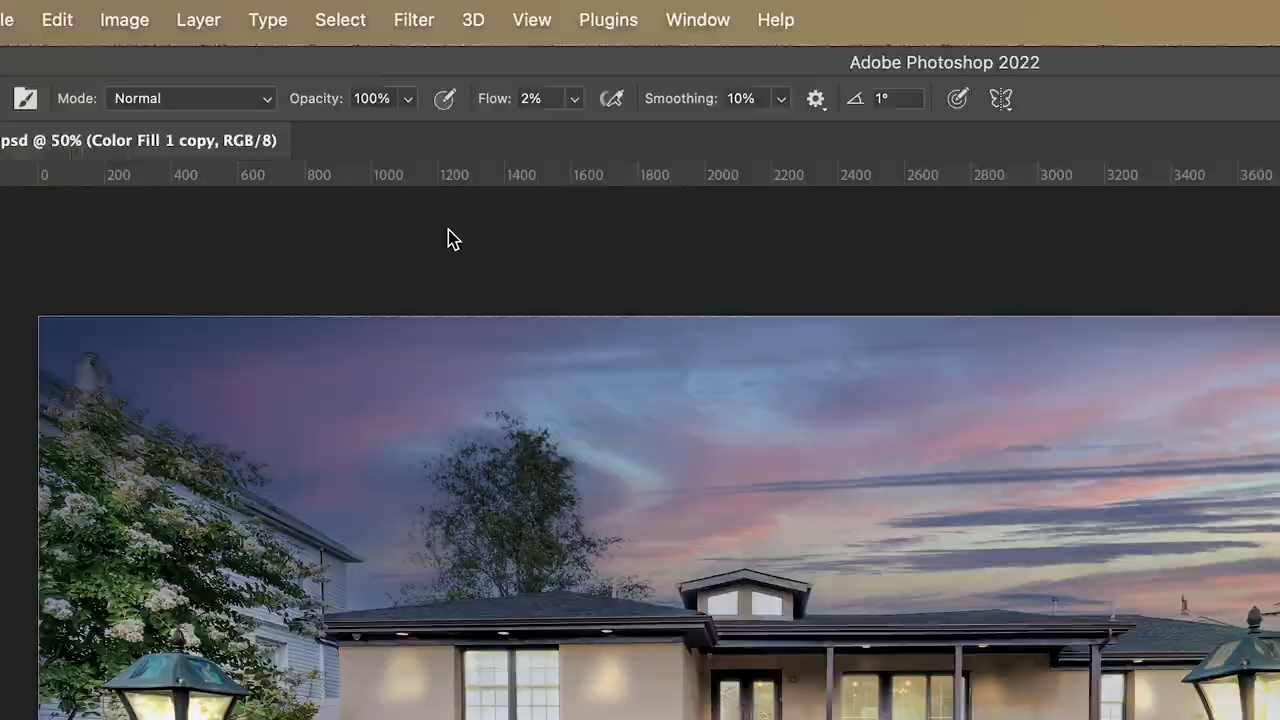 le Edit Image Layer Type Select Filter 3D View Plugins Window Help
Adobe Photoshop 2022
Mode: Normal Opacity: 100% Flow: 2% Smoothing: 10% 1°
psd @ 50% (Color Fill 1 copy, RGB/8)
0 200 400 600 800 1000 1200 1400 1600 1800 2000 2200 2400 2600 2800 3000 3200 3400 3600